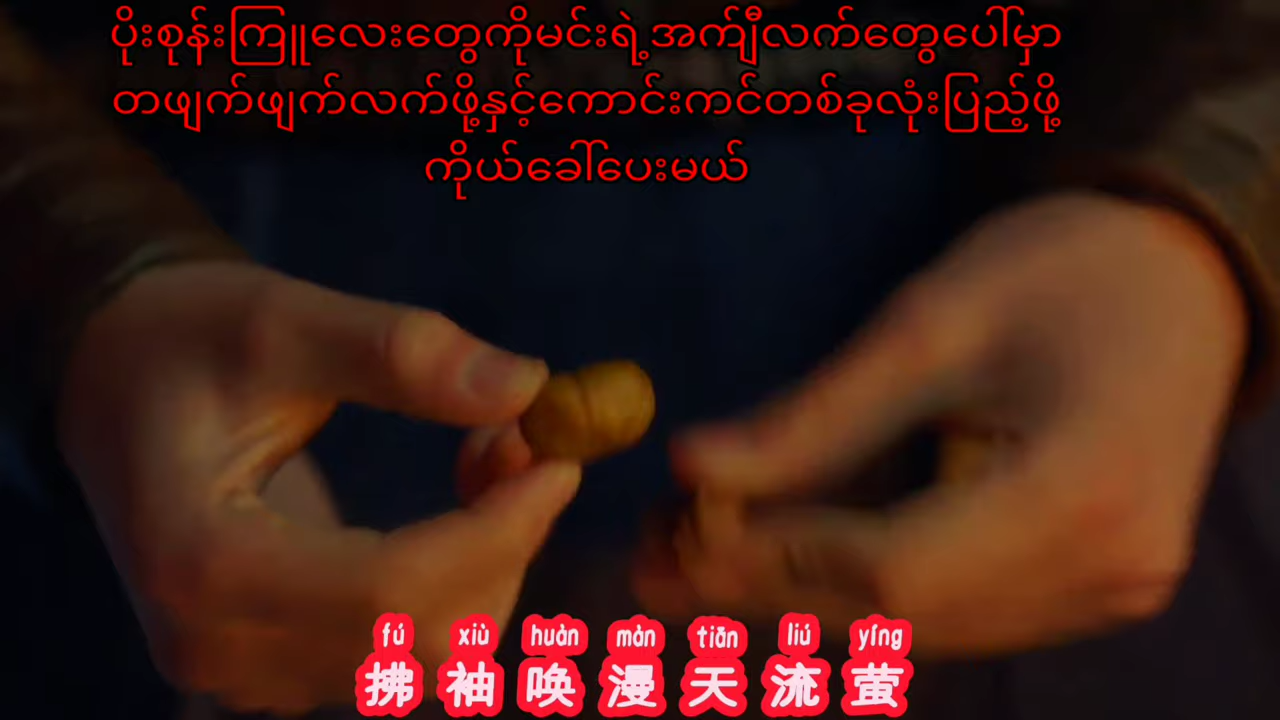 ပိုးစုန်းကြူလေးတွေကိုမင်းရဲ့အင်္ကျီလက်တွေပေါ်မှာ
တဖျက်ဖျက်လက်ဖို့နှင့်ကောင်းကင်တစ်ခုလုံးပြည့်ဖို့
ကိုယ်ခေါ်ပေးမယ်
fú xiù huàn màn tiān liú yíng
拂袖唤漫天流萤